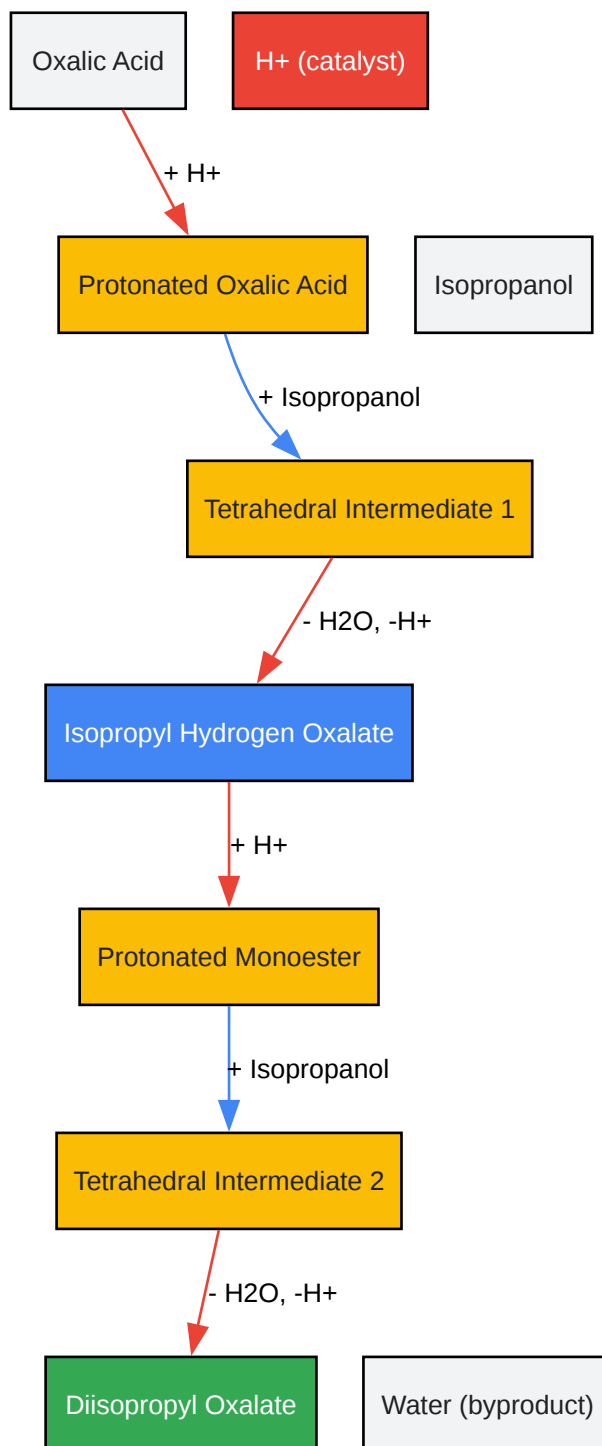 Oxalic Acid
H+ (catalyst)
+ H+
Protonated Oxalic Acid
Isopropanol
+ Isopropanol
Tetrahedral Intermediate 1
- H2O, -H+
Isopropyl Hydrogen Oxalate
+ H+
Protonated Monoester
+ Isopropanol
Tetrahedral Intermediate 2
- H2O, -H+
Diisopropyl Oxalate
Water (byproduct)